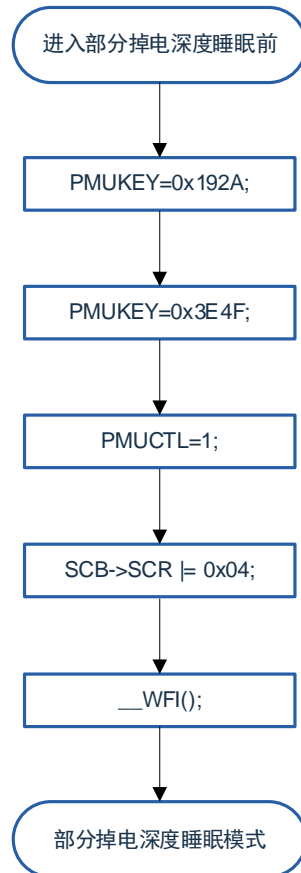 进入部分掉电深度睡眠前
PMUKEY=0x192A;
PMUKEY=0x3E4F;
PMUCTL=1;
SCB->SCR |= 0x04;
__WFI();
部分掉电深度睡眠模式